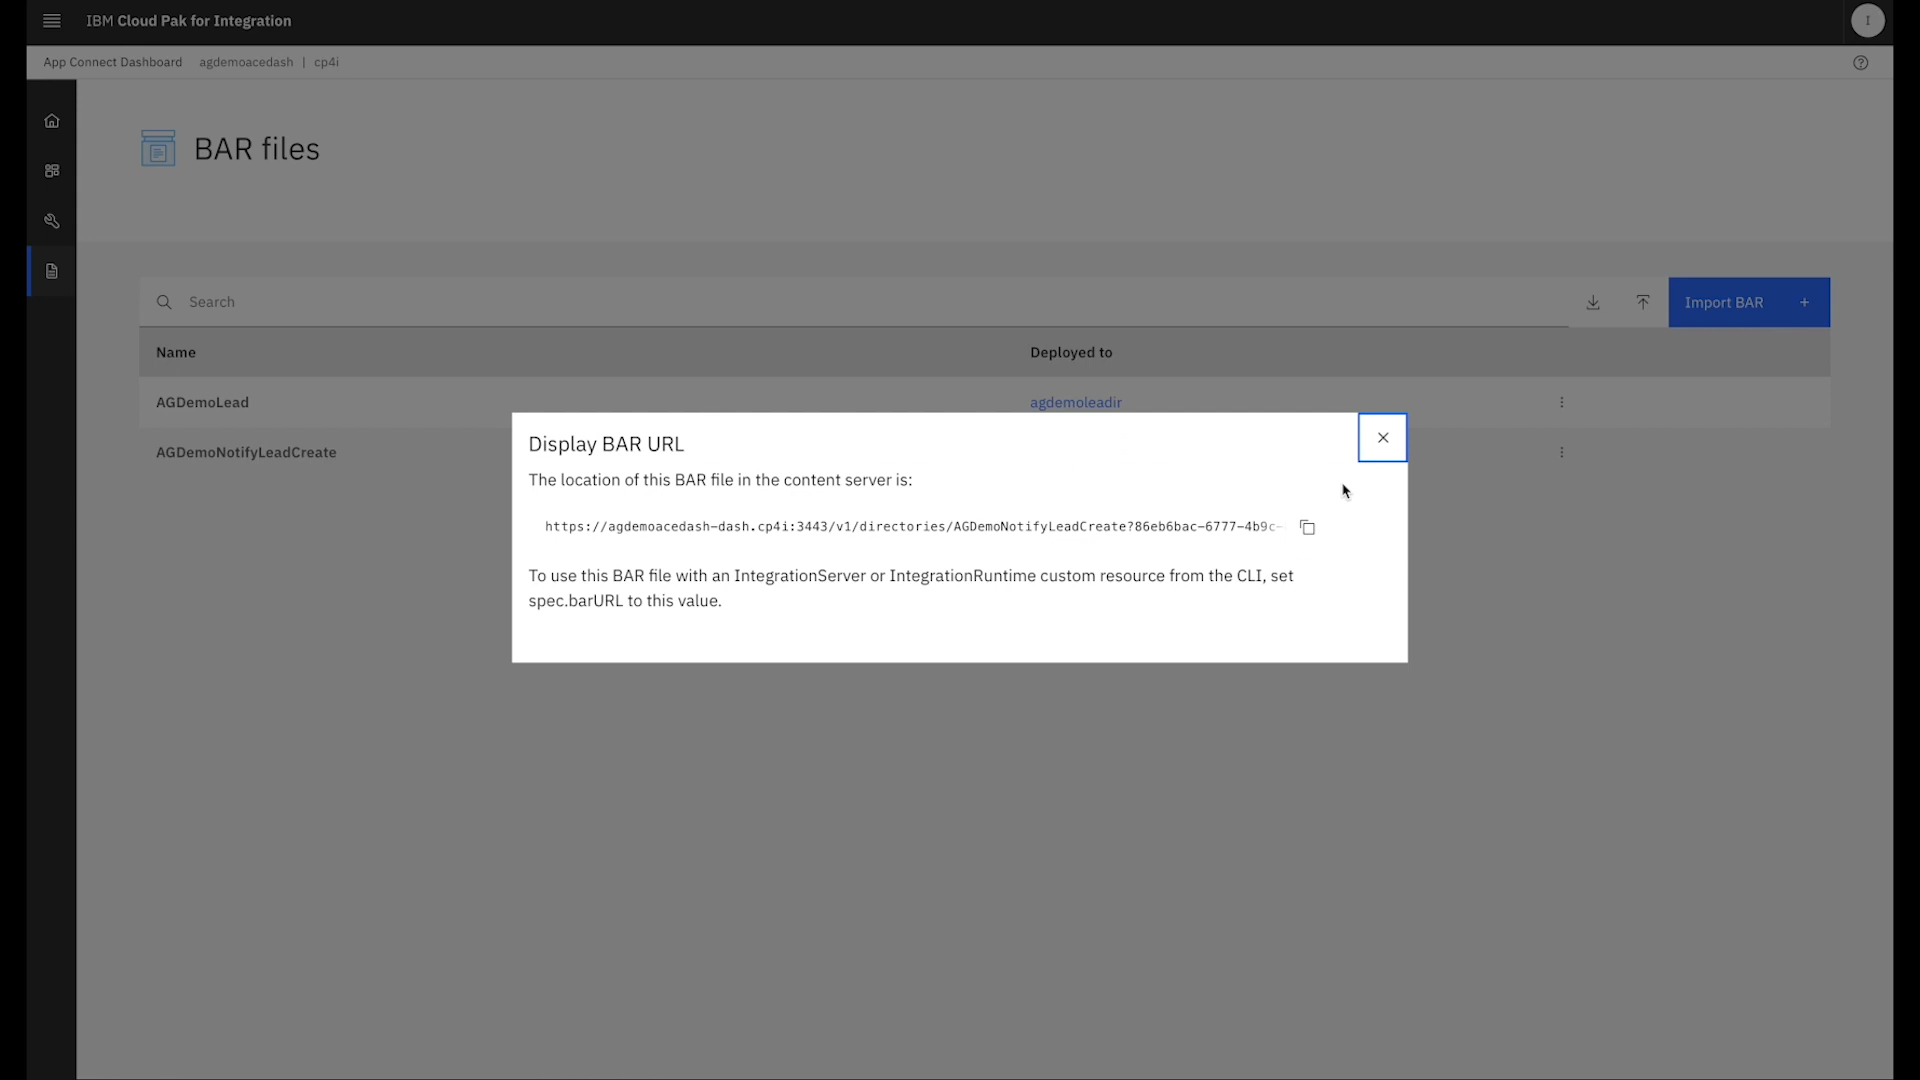 IBM Cloud Pak for Integration
I
App Connect Dashboard agdemoacedash | cp4i
BAR files
Search
Import BAR +
Name Deployed to
AGDemoLead agdemoleadir
AGDemoNotifyLeadCreate
Display BAR URL
The location of this BAR file in the content server is:
https://agdemoacedash-dash.cp4i:3443/v1/directories/AGDemoNotifyLeadCreate?86eb6bac-6777-4b9c-
To use this BAR file with an IntegrationServer or IntegrationRuntime custom resource from the CLI, set
spec.barURL to this value.